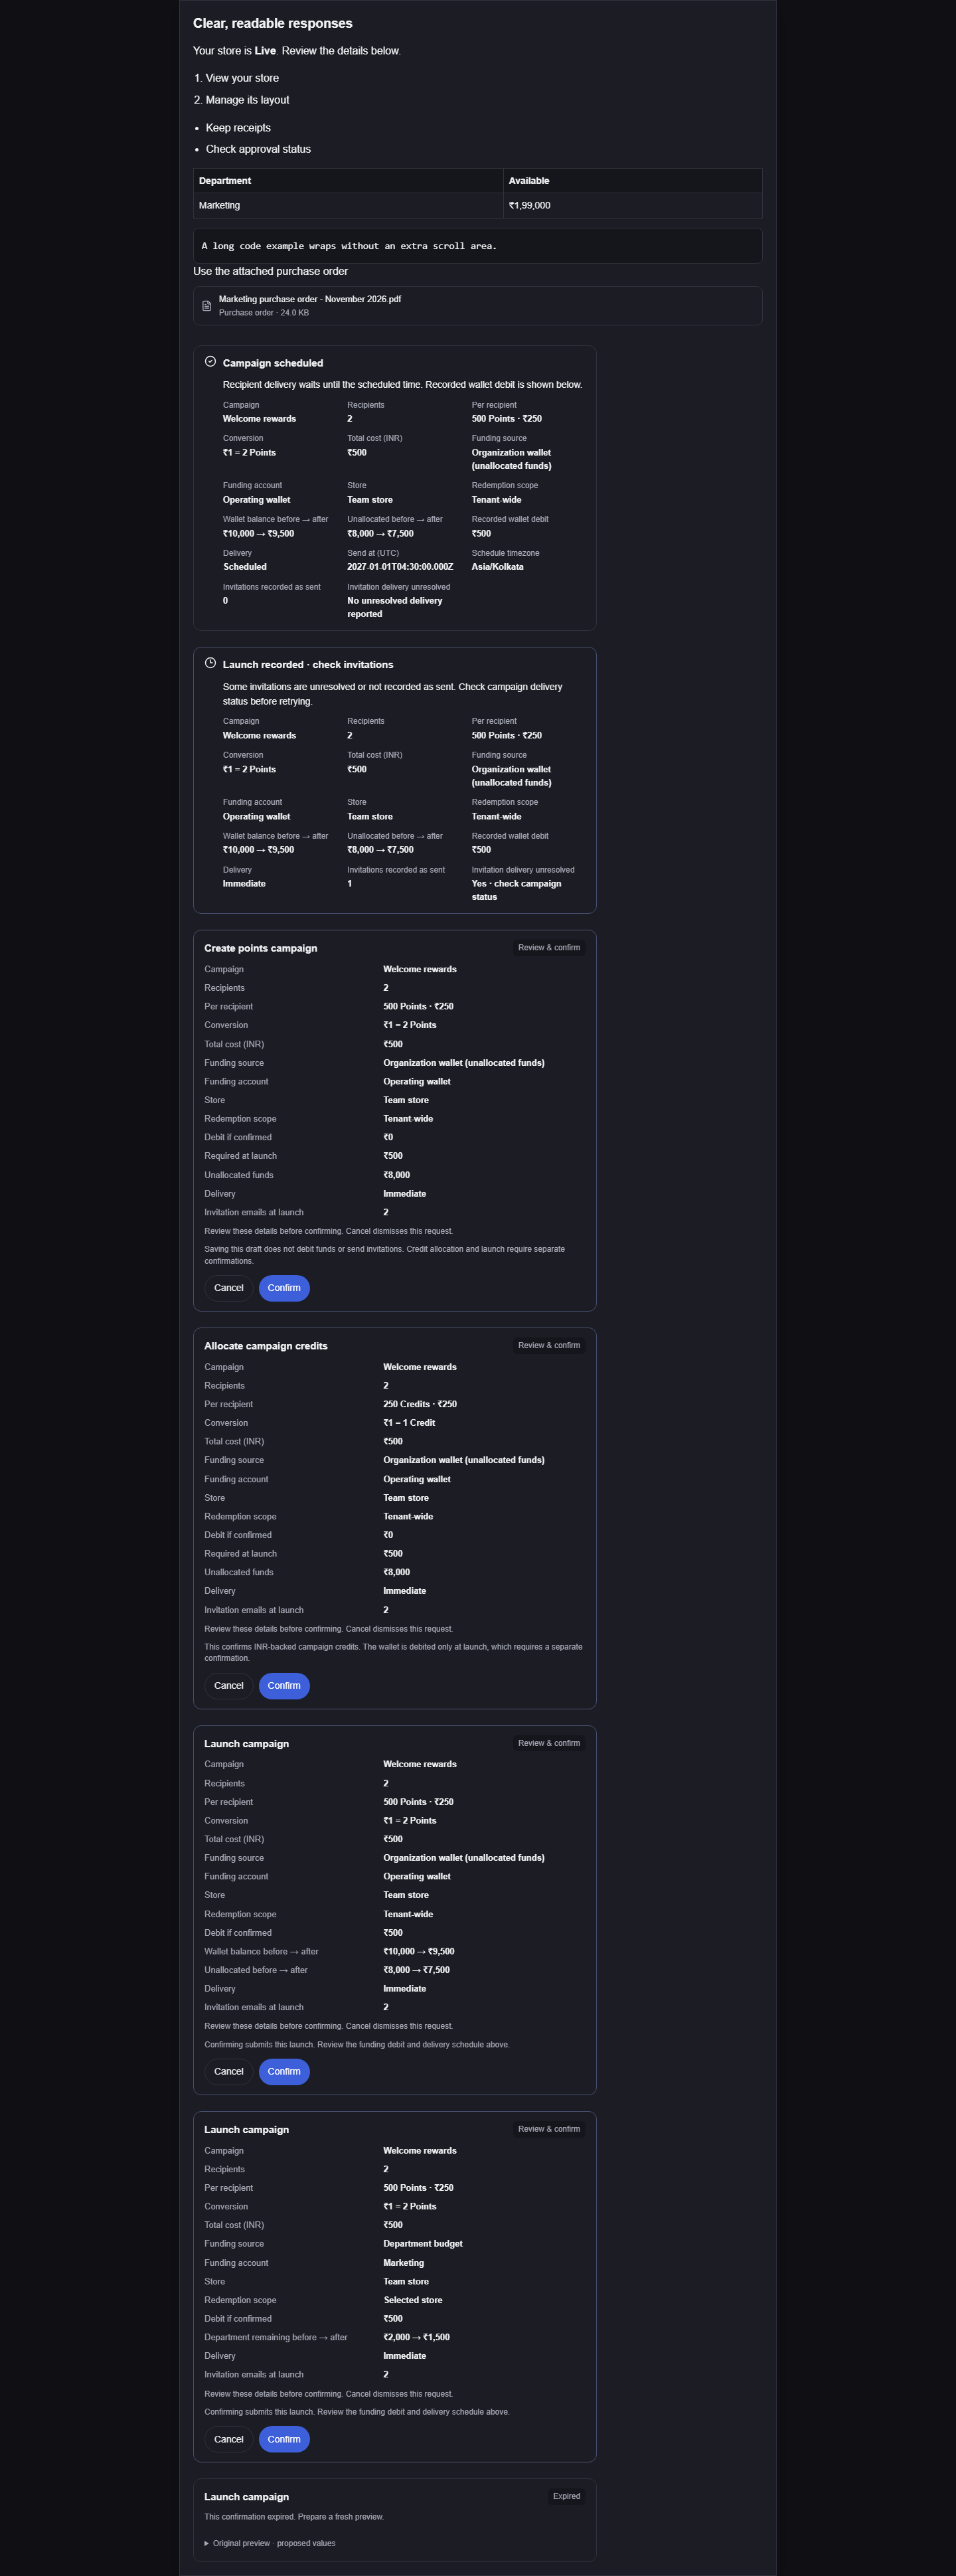 Clear, readable responses
Your store is Live. Review the details below.
1. View your store
2. Manage its layout
• Keep receipts
• Check approval status
Department Available
Marketing ₹1,99,000
A long code example wraps without an extra scroll area.
Use the attached purchase order
Marketing purchase order - November 2026.pdf
Purchase order · 24.0 KB
Campaign scheduled
Recipient delivery waits until the scheduled time. Recorded wallet debit is shown below.
Campaign Recipients Per recipient
Welcome rewards 2 500 Points · ₹250
Conversion Total cost (INR) Funding source
₹1 = 2 Points ₹500 Organization wallet
(unallocated funds)
Funding account Store Redemption scope
Operating wallet Team store Tenant-wide
Wallet balance before → after Unallocated before → after Recorded wallet debit
₹10,000 → ₹9,500 ₹8,000 → ₹7,500 ₹500
Delivery Send at (UTC) Schedule timezone
Scheduled 2027-01-01T04:30:00.000Z Asia/Kolkata
Invitations recorded as sent Invitation delivery unresolved
0 No unresolved delivery
reported
Launch recorded · check invitations
Some invitations are unresolved or not recorded as sent. Check campaign delivery
status before retrying.
Campaign Recipients Per recipient
Welcome rewards 2 500 Points · ₹250
Conversion Total cost (INR) Funding source
₹1 = 2 Points ₹500 Organization wallet
(unallocated funds)
Funding account Store Redemption scope
Operating wallet Team store Tenant-wide
Wallet balance before → after Unallocated before → after Recorded wallet debit
₹10,000 → ₹9,500 ₹8,000 → ₹7,500 ₹500
Delivery Invitations recorded as sent Invitation delivery unresolved
Immediate 1 Yes · check campaign
status
Create points campaign Review & confirm
Campaign Welcome rewards
Recipients 2
Per recipient 500 Points · ₹250
Conversion ₹1 = 2 Points
Total cost (INR) ₹500
Funding source Organization wallet (unallocated funds)
Funding account Operating wallet
Store Team store
Redemption scope Tenant-wide
Debit if confirmed ₹0
Required at launch ₹500
Unallocated funds ₹8,000
Delivery Immediate
Invitation emails at launch 2
Review these details before confirming. Cancel dismisses this request.
Saving this draft does not debit funds or send invitations. Credit allocation and launch require separate
confirmations.
Cancel Confirm
Allocate campaign credits Review & confirm
Campaign Welcome rewards
Recipients 2
Per recipient 250 Credits · ₹250
Conversion ₹1 = 1 Credit
Total cost (INR) ₹500
Funding source Organization wallet (unallocated funds)
Funding account Operating wallet
Store Team store
Redemption scope Tenant-wide
Debit if confirmed ₹0
Required at launch ₹500
Unallocated funds ₹8,000
Delivery Immediate
Invitation emails at launch 2
Review these details before confirming. Cancel dismisses this request.
This confirms INR-backed campaign credits. The wallet is debited only at launch, which requires a separate
confirmation.
Cancel Confirm
Launch campaign Review & confirm
Campaign Welcome rewards
Recipients 2
Per recipient 500 Points · ₹250
Conversion ₹1 = 2 Points
Total cost (INR) ₹500
Funding source Organization wallet (unallocated funds)
Funding account Operating wallet
Store Team store
Redemption scope Tenant-wide
Debit if confirmed ₹500
Wallet balance before → after ₹10,000 → ₹9,500
Unallocated before → after ₹8,000 → ₹7,500
Delivery Immediate
Invitation emails at launch 2
Review these details before confirming. Cancel dismisses this request.
Confirming submits this launch. Review the funding debit and delivery schedule above.
Cancel Confirm
Launch campaign Review & confirm
Campaign Welcome rewards
Recipients 2
Per recipient 500 Points · ₹250
Conversion ₹1 = 2 Points
Total cost (INR) ₹500
Funding source Department budget
Funding account Marketing
Store Team store
Redemption scope Selected store
Debit if confirmed ₹500
Department remaining before → after ₹2,000 → ₹1,500
Delivery Immediate
Invitation emails at launch 2
Review these details before confirming. Cancel dismisses this request.
Confirming submits this launch. Review the funding debit and delivery schedule above.
Cancel Confirm
Launch campaign Expired
This confirmation expired. Prepare a fresh preview.
▶ Original preview · proposed values